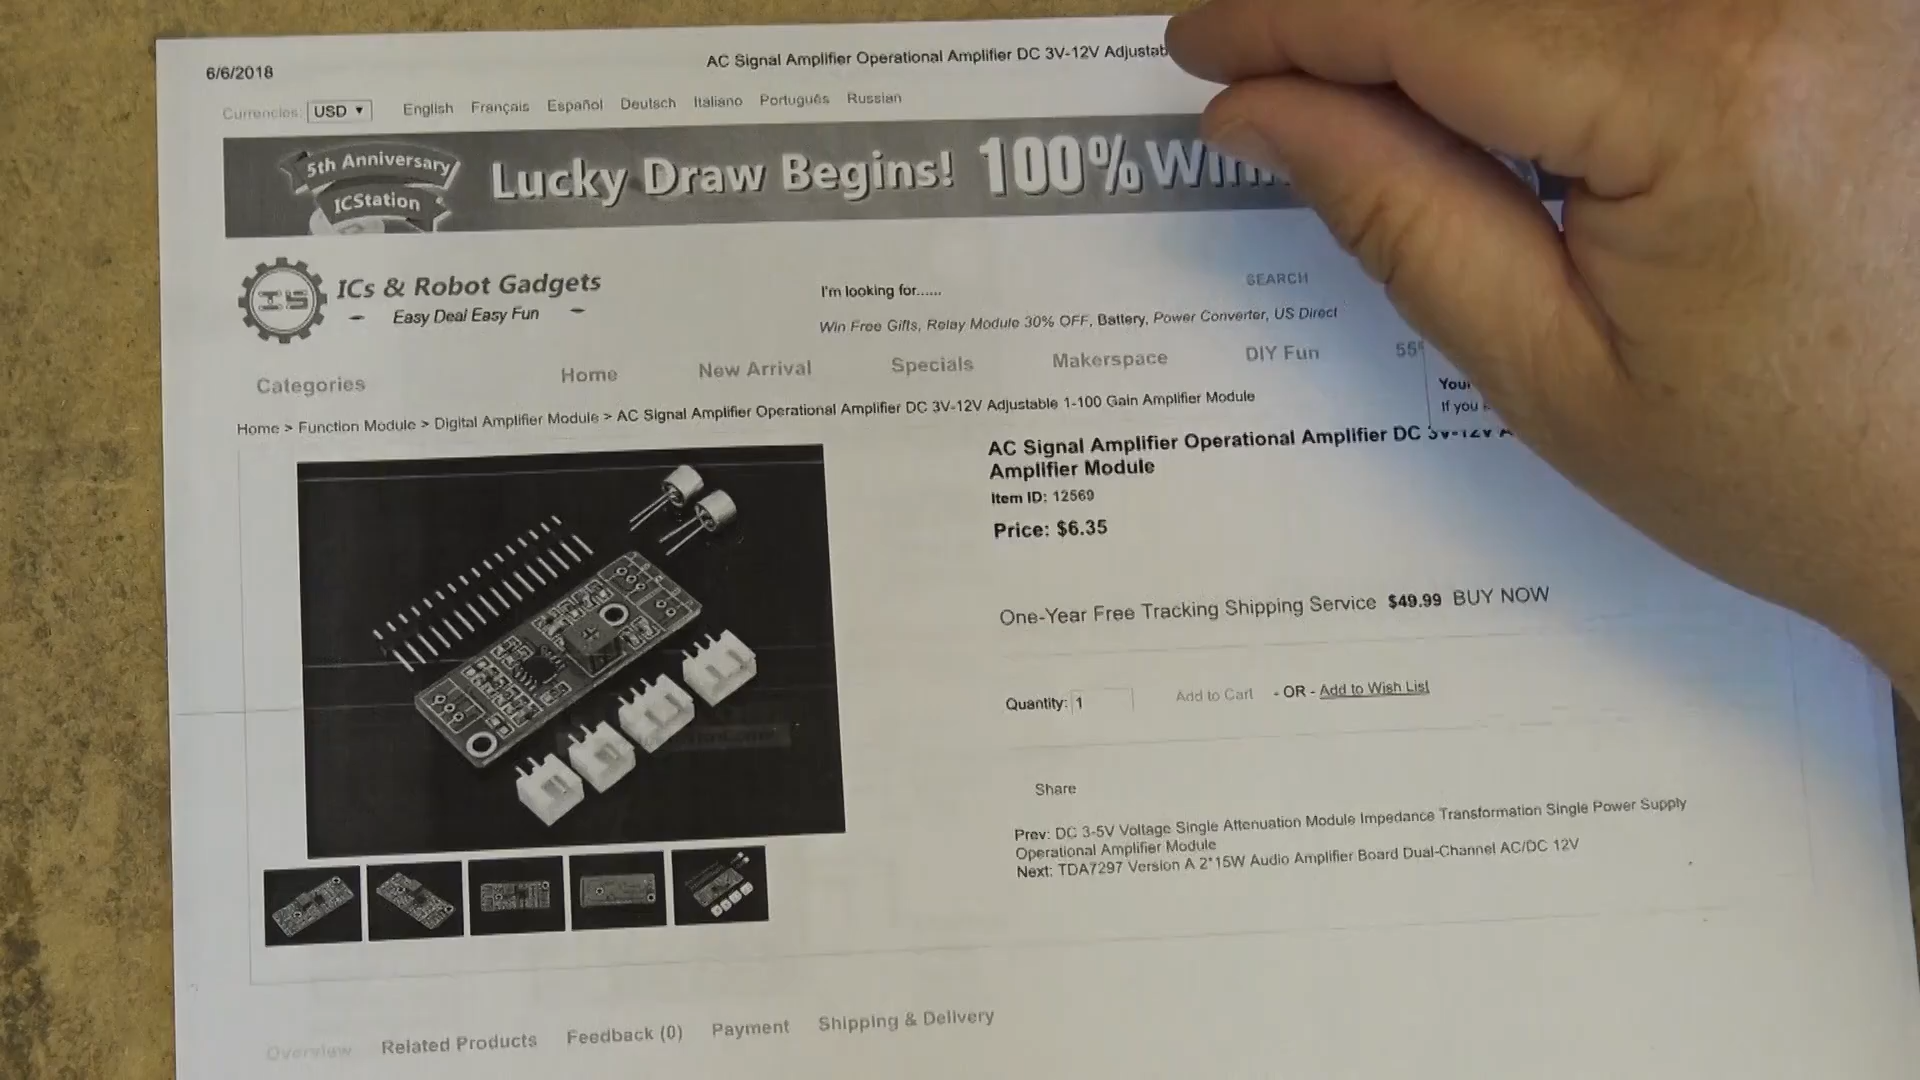 6/6/2018
AC Signal Amplifier Operational Amplifier DC 3V-12V
Currencies: USD ▼ English Français Español Deutsch Italiano Português Russian
5th Anniversary
ICStation
Lucky Draw Begins! 100%
ICs & Robot Gadgets
Easy Deal Easy Fun
I'm looking for......
SEARCH
Win Free Gifts, Relay Module 30% OFF, Battery, Power Converter, US Direct
Categories Home New Arrival Specials Makerspace DIY Fun
If you
Home > Function Module > Digital Amplifier Module > AC Signal Amplifier Operational Amplifier DC 3V-12V Adjustable 1-100 Gain Amplifier Module
AC Signal Amplifier Operational Amplifier DC 3V-12V
Amplifier Module
Item ID: 12569
Price: $6.35
One-Year Free Tracking Shipping Service $49.99 BUY NOW
Quantity: 1 Add to Cart - OR - Add to Wish List
Share
Prev: DC 3-5V Voltage Single Attenuation Module Impedance Transformation Single Power Supply
Operational Amplifier Module
Next: TDA7297 Version A 2*15W Audio Amplifier Board Dual-Channel AC/DC 12V
Overview Related Products Feedback (0) Payment Shipping & Delivery